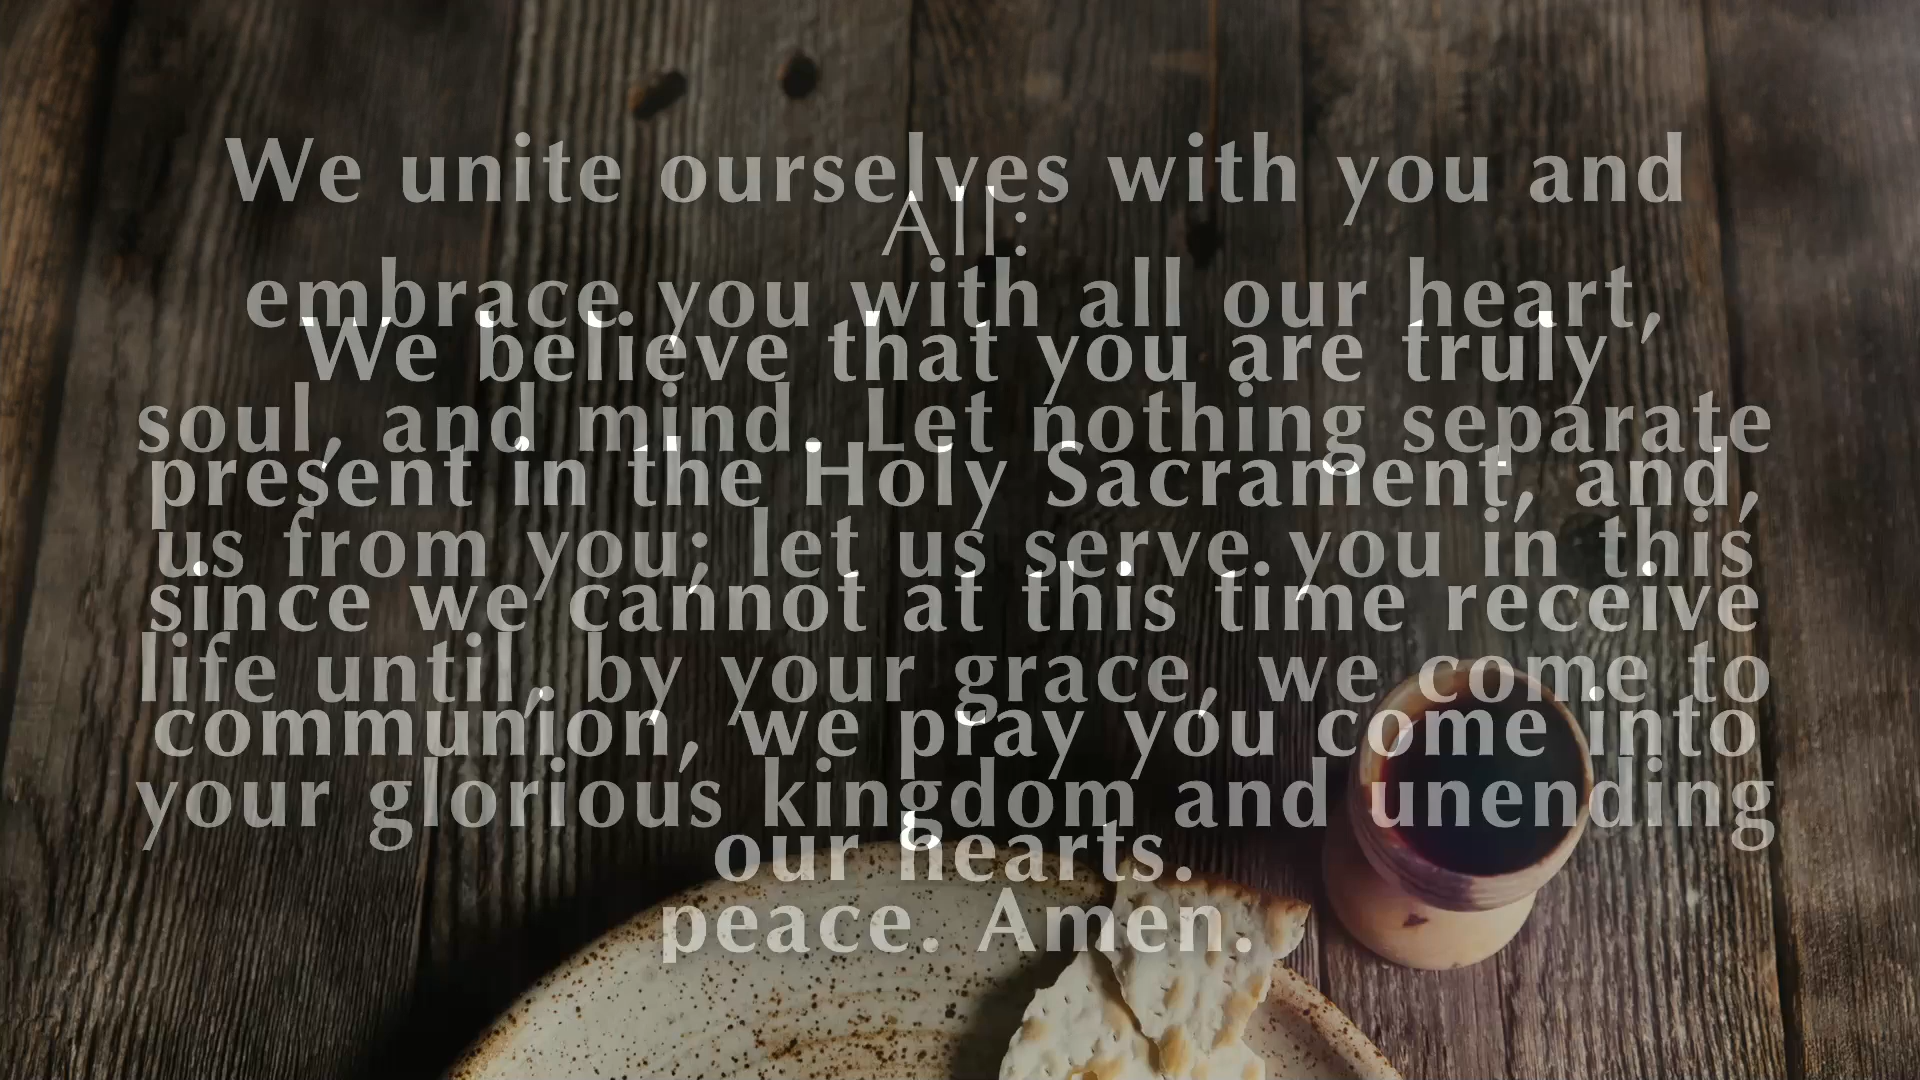 All:
We believe that you are truly
present in the Holy Sacrament, and,
since we cannot at this time receive
communion, we pray you come into
our hearts.
We unite ourselves with you and
embrace you with all our heart,
soul, and mind. Let nothing separate
us from you; let us serve you in this
life until, by your grace, we come to
your glorious kingdom and unending
peace. Amen.